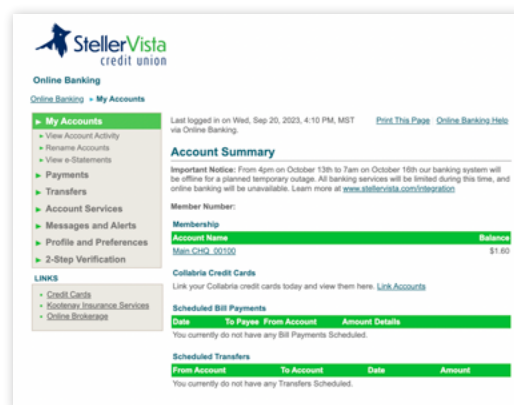 StellerVista
credit union
Online Banking
Online Banking ▸ My Accounts
▸ My Accounts
▸ View Account Activity
▸ Rename Accounts
▸ View e-Statements
▸ Payments
▸ Transfers
▸ Account Services
▸ Messages and Alerts
▸ Profile and Preferences
▸ 2-Step Verification
LINKS
Credit Cards
Kootenay Insurance Services
Online Brokerage
Last logged in on Wed, Sep 20, 2023, 4:10 PM, MST Print This Page Online Banking Help
via Online Banking.
Account Summary
Important Notice: From 4pm on October 13th to 7am on October 16th our banking system will
be offline for a planned temporary outage. All banking services will be limited during this time, and
online banking will be unavailable. Learn more at www.stellervista.com/integration
Member Number:
Membership
Account Name Balance
Main CHQ_00100 $1.60
Collabria Credit Cards
Link your Collabria credit cards today and view them here. Link Accounts
Scheduled Bill Payments
Date To Payee From Account Amount Details
You currently do not have any Bill Payments Scheduled.
Scheduled Transfers
From Account To Account Date Amount
You currently do not have any Transfers Scheduled.